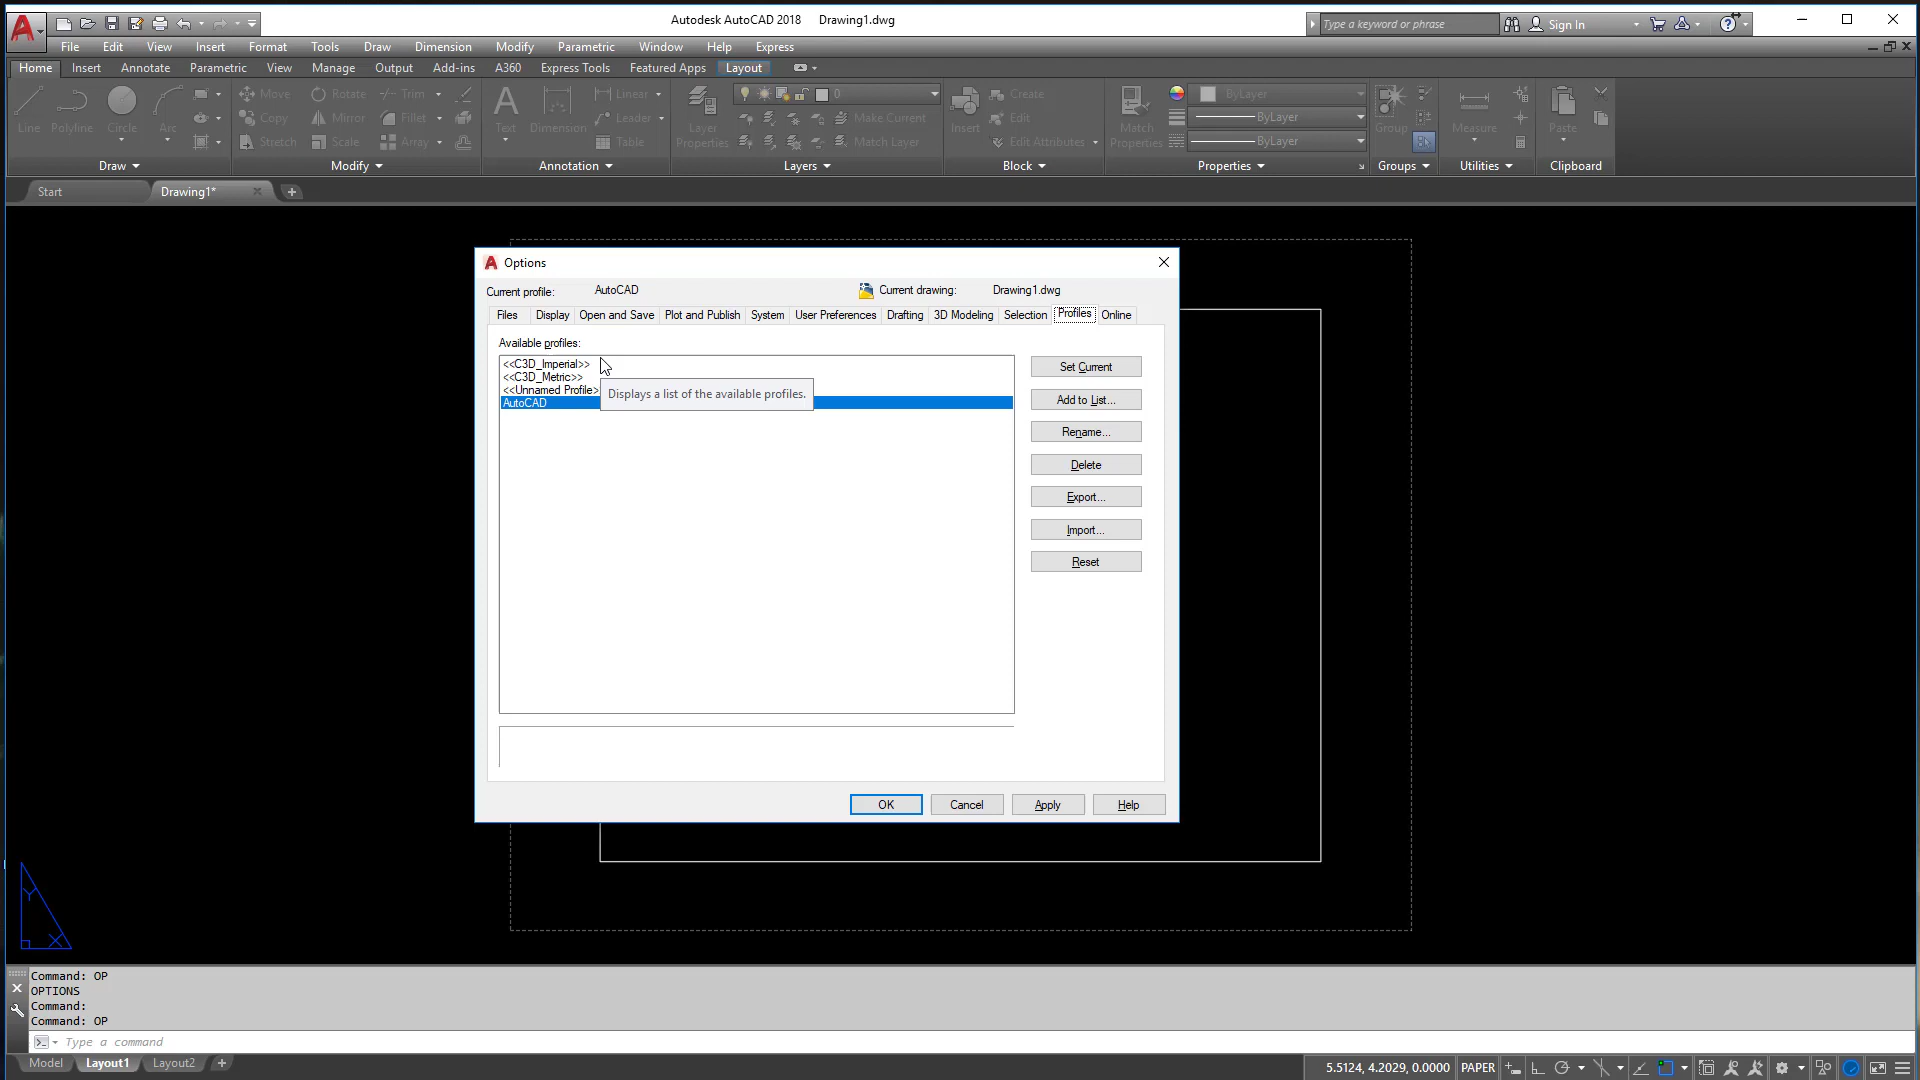 Autodesk AutoCAD 2018 Drawing1.dwg
Type a keyword or phrase
Sign In
File Edit View Insert Format Tools Draw Dimension Modify Parametric Window Help Express
Home Insert Annotate Parametric View Manage Output Add-ins A360 Express Tools Featured Apps Layout
Line Polyline Circle Arc
Move Rotate Trim
Copy Mirror Fillet
Stretch Scale Array
Text Dimension
Linear
Leader
Table
Layer
Properties
0
Make Current
Match Layer
Insert
Create
Edit
Edit Attributes
Match
Properties
ByLayer
ByLayer
ByLayer
Group
Measure
Paste
Draw Modify Annotation Layers Block Properties Groups Utilities Clipboard
Start Drawing1*
Options
Current profile: AutoCAD Current drawing: Drawing1.dwg
Files Display Open and Save Plot and Publish System User Preferences Drafting 3D Modeling Selection Profiles Online
Available profiles:
<<C3D_Imperial>>
<<C3D_Metric>>
<<Unnamed Profile>
AutoCAD
Displays a list of the available profiles.
Set Current
Add to List...
Rename...
Delete
Export...
Import...
Reset
OK Cancel Apply Help
Y
X
Command: OP
OPTIONS
Command:
Command: OP
Type a command
Model Layout1 Layout2
5.5124, 4.2029, 0.0000 PAPER